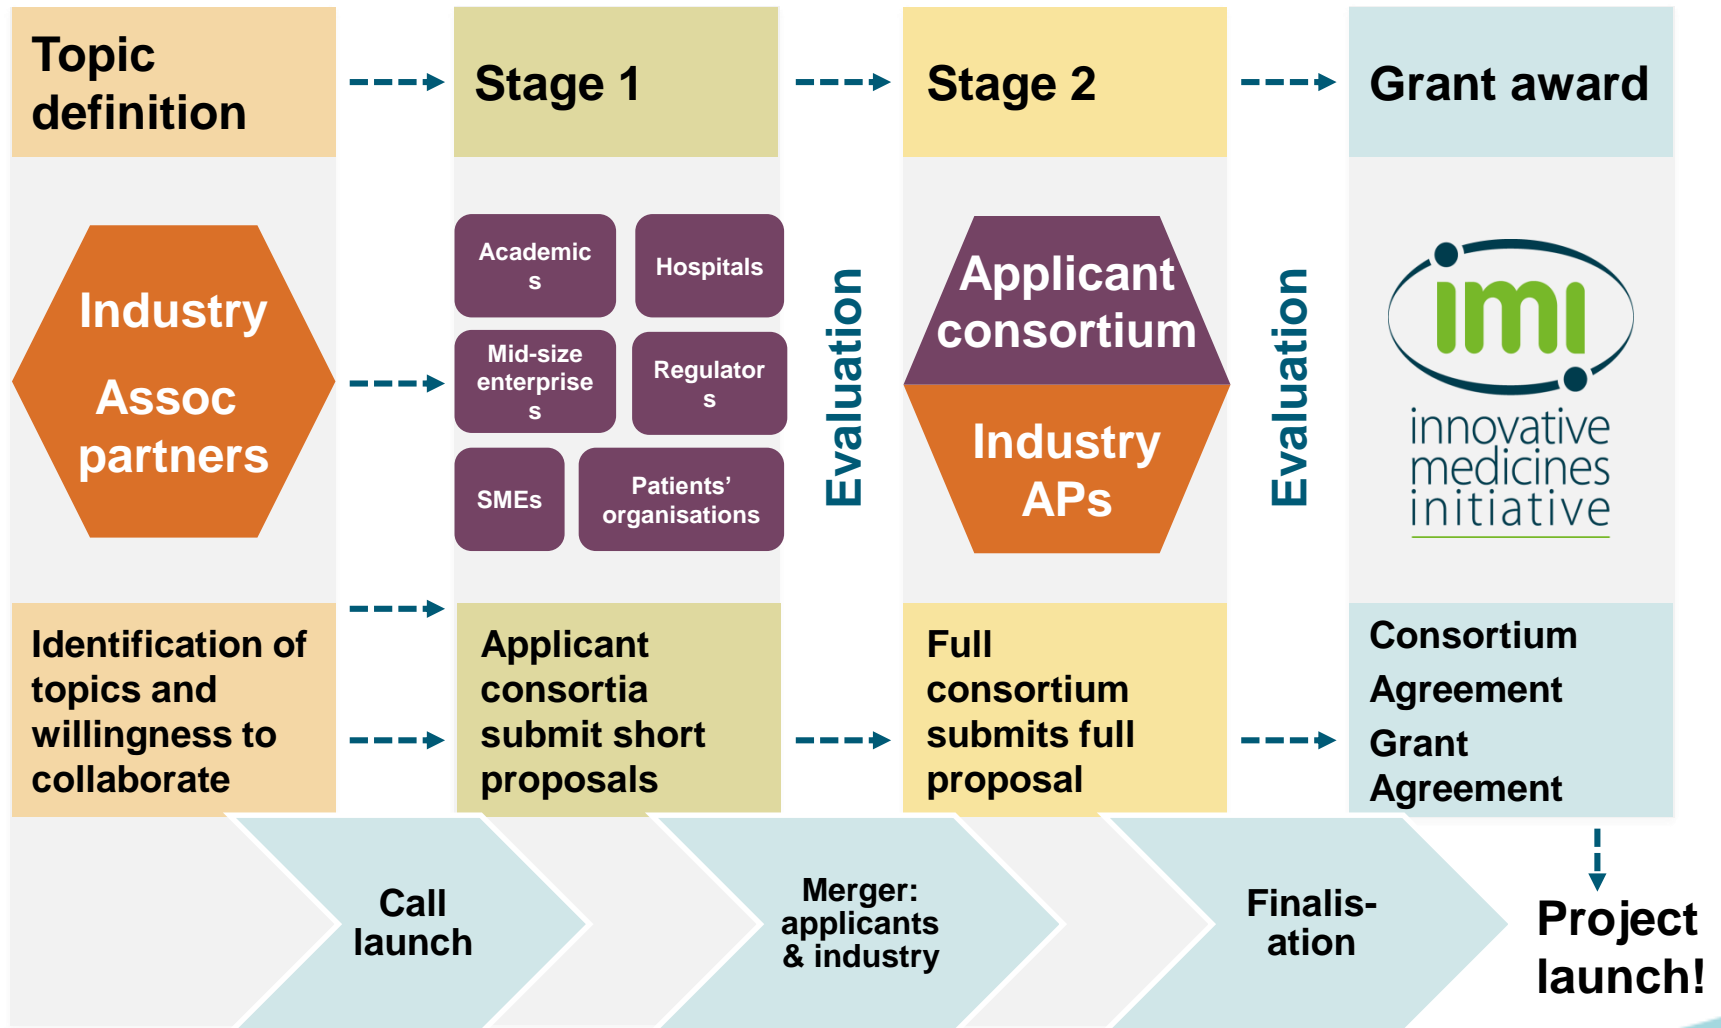 Topic
definition
Stage 1
Stage 2
Grant award
Industry
Assoc
partners
Academic
s
Hospitals
Mid-size
enterprise
s
Regulator
s
SMEs
Patients’
organisations
Evaluation
Applicant
consortium
Industry
APs
Evaluation
imi
innovative
medicines
initiative
Identification of
topics and
willingness to
collaborate
Applicant
consortia
submit short
proposals
Full
consortium
submits full
proposal
Consortium
Agreement
Grant
Agreement
Call
launch
Merger:
applicants
& industry
Finalis-
ation
Project
launch!